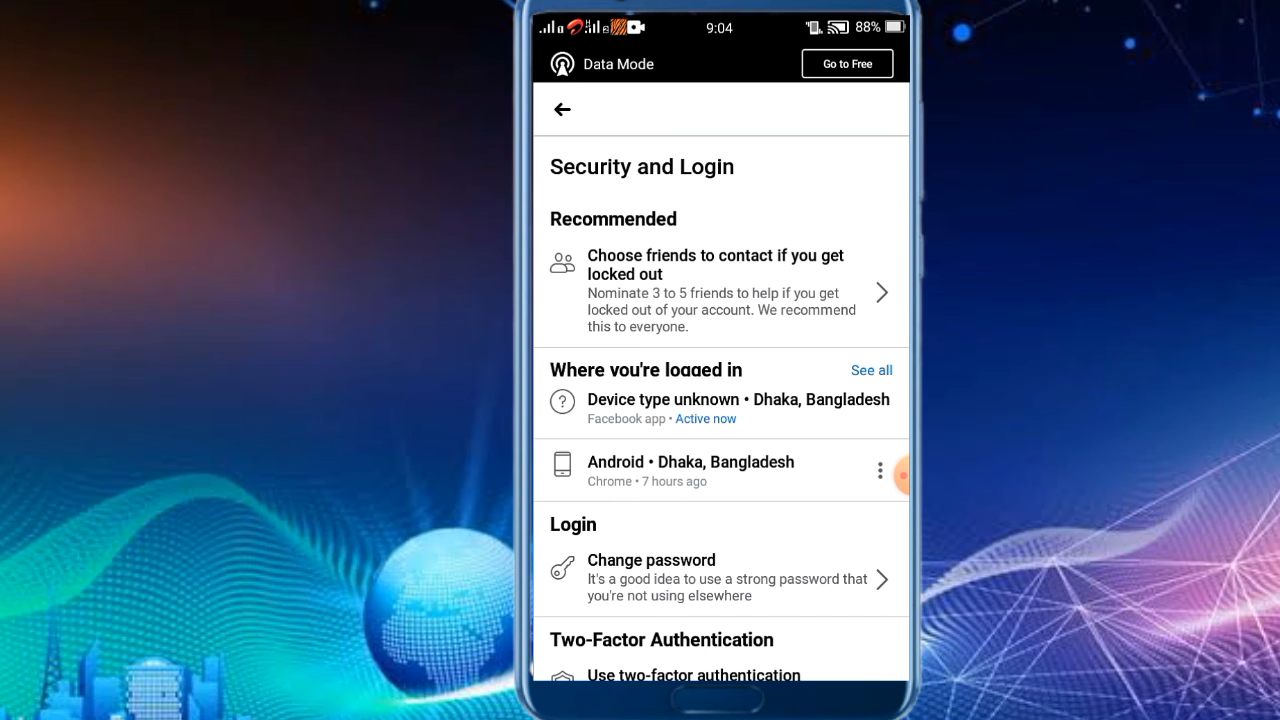 9:04
88%
Data Mode
Go to Free
Security and Login
Recommended
Choose friends to contact if you get
locked out
Nominate 3 to 5 friends to help if you get
locked out of your account. We recommend
this to everyone.
Where you're logged in
See all
Device type unknown • Dhaka, Bangladesh
Facebook app • Active now
Android • Dhaka, Bangladesh
Chrome • 7 hours ago
Login
Change password
It's a good idea to use a strong password that
you're not using elsewhere
Two-Factor Authentication
Use two-factor authentication